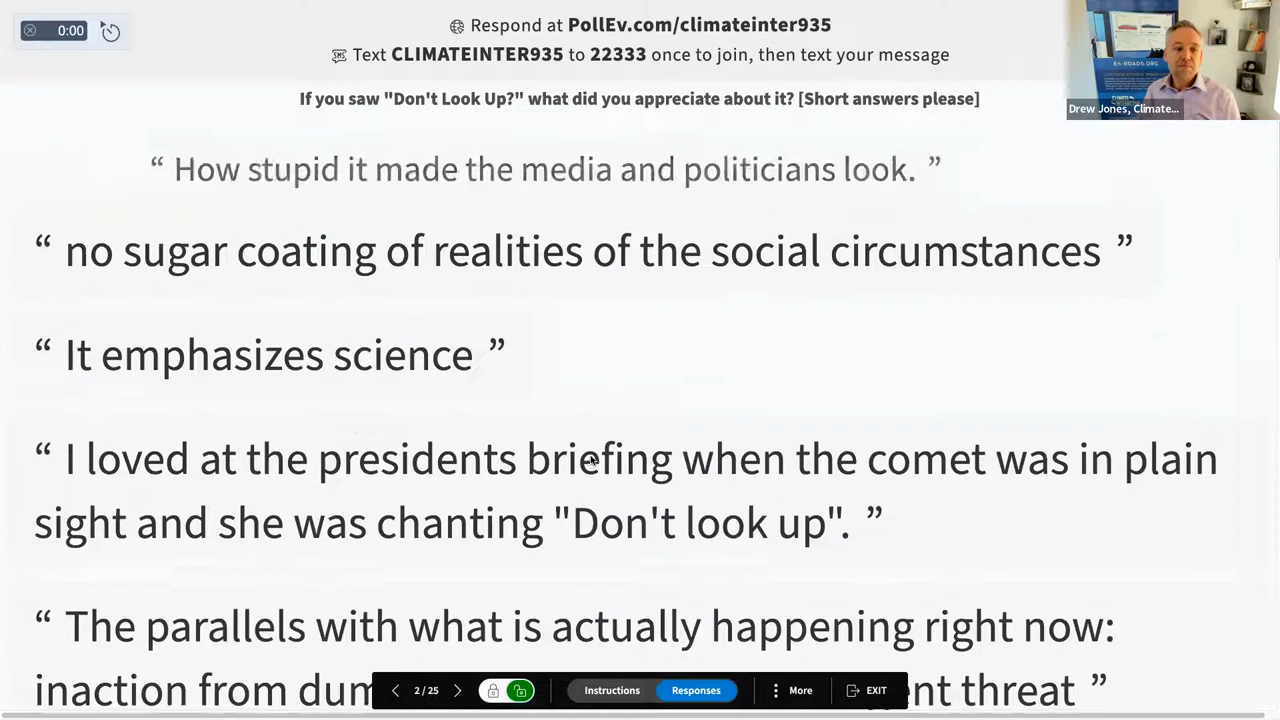 0:00
Respond at PollEv.com/climateinter935
Text CLIMATEINTER935 to 22333 once to join, then text your message
If you saw "Don't Look Up?" what did you appreciate about it? [Short answers please]
En-ROADS.ORG
Drew Jones, Climate...
“ How stupid it made the media and politicians look. ”
“ no sugar coating of realities of the social circumstances ”
“ It emphasizes science ”
“ I loved at the presidents briefing when the comet was in plain
sight and she was chanting "Don't look up". ”
“ The parallels with what is actually happening right now:
inaction from dum
ent threat ”
2 / 25
Instructions
Responses
More
EXIT